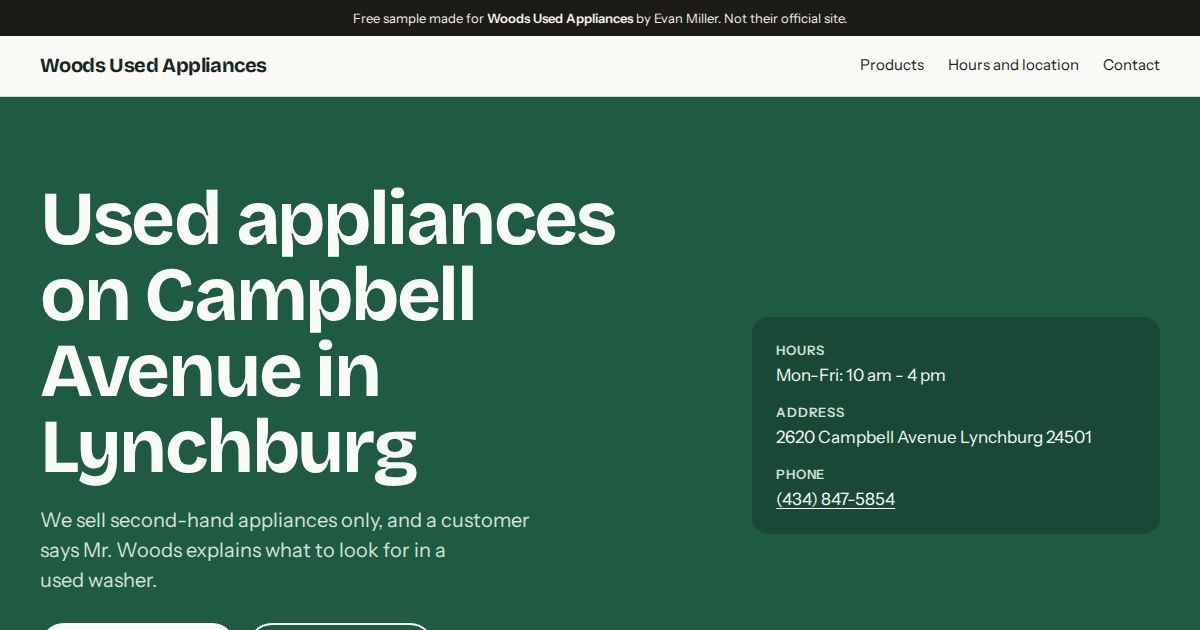 Free sample made for Woods Used Appliances by Evan Miller. Not their official site.
Woods Used Appliances
Products
Hours and location
Contact
Used appliances
on Campbell
Avenue in
Lynchburg
We sell second-hand appliances only, and a customer
says Mr. Woods explains what to look for in a
used washer.
HOURS
Mon-Fri: 10 am - 4 pm
ADDRESS
2620 Campbell Avenue Lynchburg 24501
PHONE
(434) 847-5854